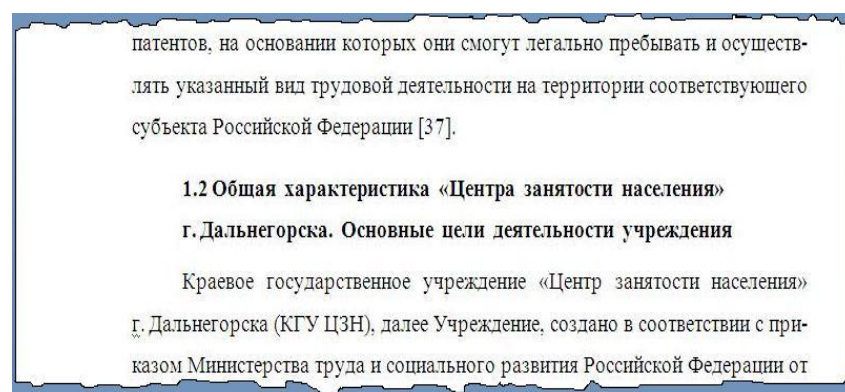 патентов, на основании которых они смогут легально пребывать и осуществ-
лять указанный вид трудовой деятельности на территории соответствующего
субъекта Российской Федерации [37].
1.2 Общая характеристика «Центра занятости населения»
г. Дальнегорска. Основные цели деятельности учреждения
Краевое государственное учреждение «Центр занятости населения»
г. Дальнегорска (КГУ ЦЗН), далее Учреждение, создано в соответствии с при-
казом Министерства труда и социального развития Российской Федерации от